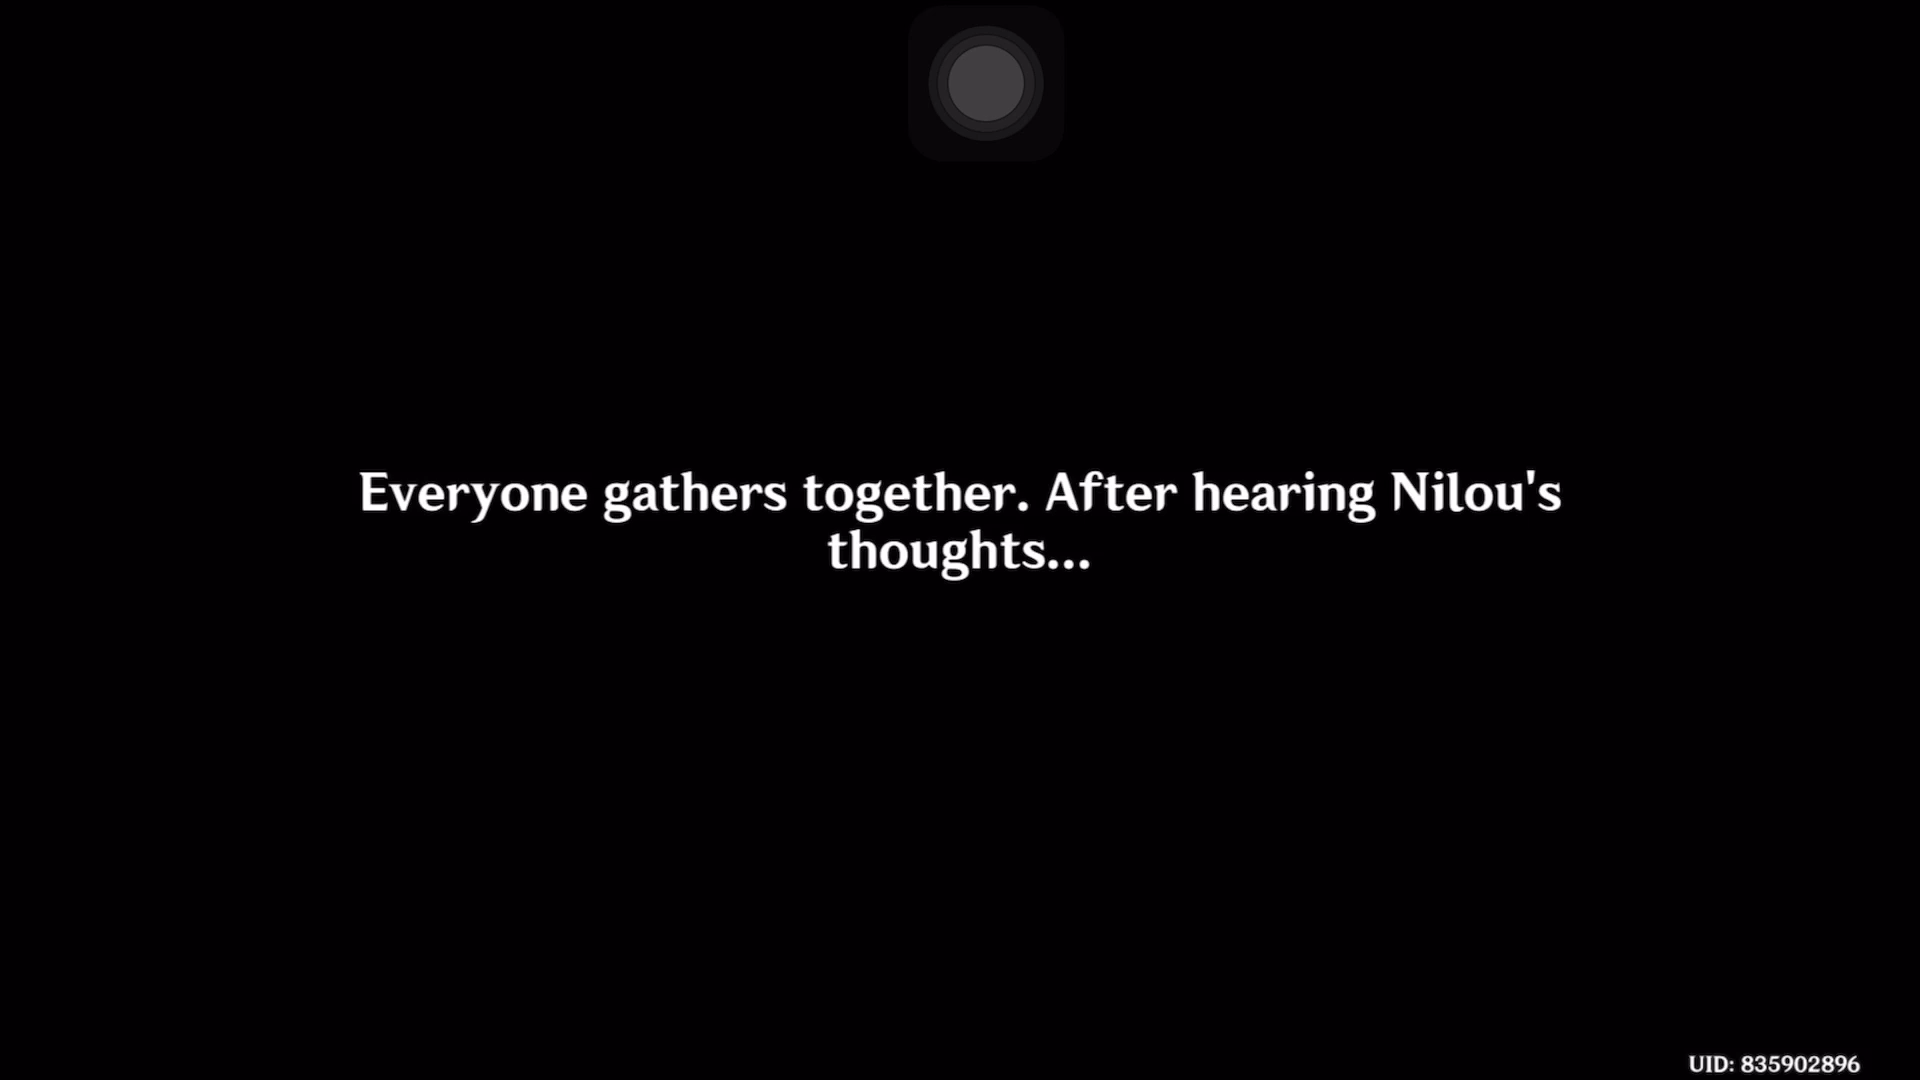 Everyone gathers together. After hearing Nilou's
thoughts...
UID: 835902896